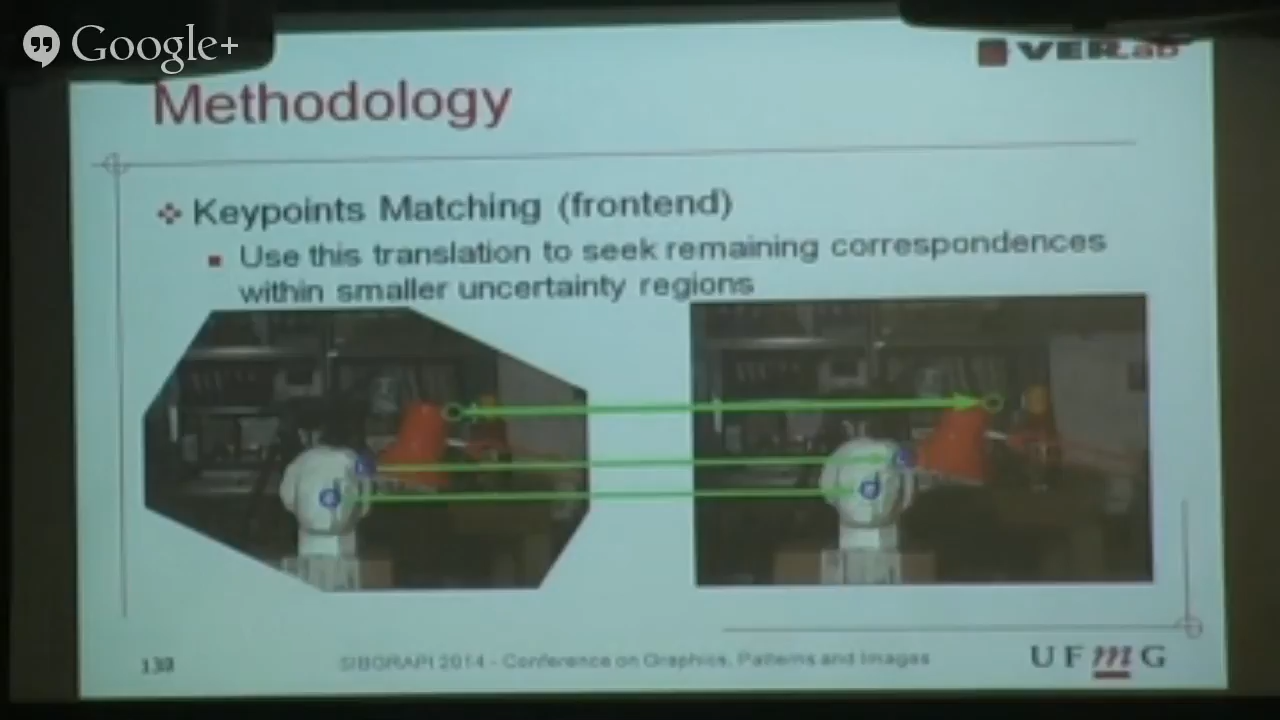 Google+
VERLab
Methodology
Keypoints Matching (frontend)
Use this translation to seek remaining correspondences
within smaller uncertainty regions
SIBGRAPI 2014 - Conference on Graphics, Patterns and Images
UFmG